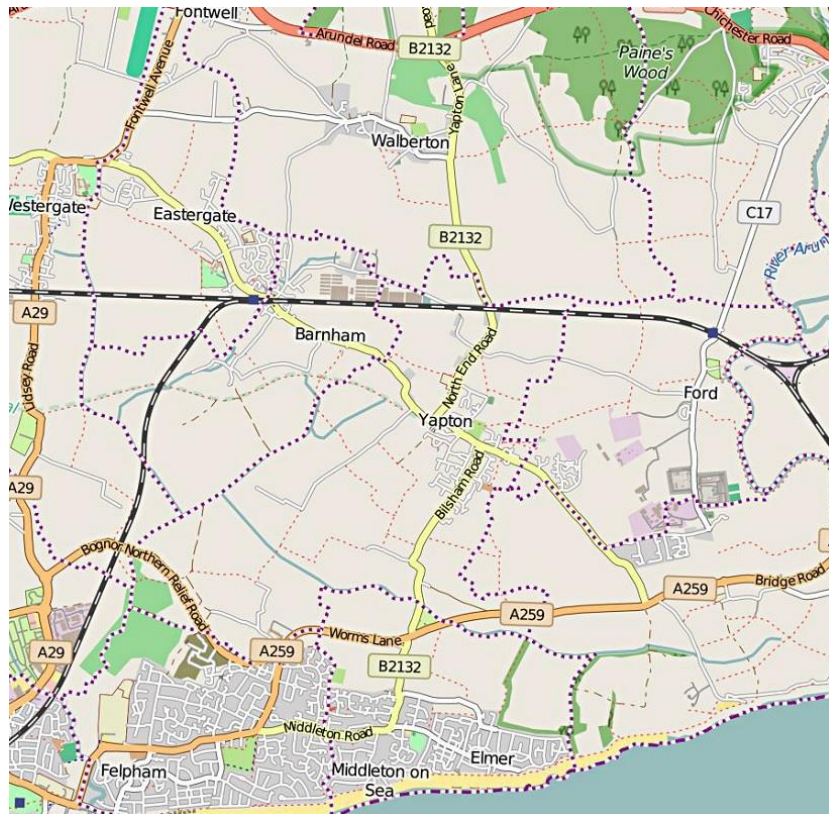 Fontwell
Arundel Road
B2132
Chichester Road
Paine's
Wood
Fontwell Avenue
Yapton Lane
Walberton
Westergate
Eastergate
C17
B2132
River Arun
A29
Barnham
North End Road
Ford
Yapton
A29
Bilsham Road
Bognor Northern Relief Road
Bridge Road
A259
A259
A29
A259
Worms Lane
B2132
Middleton Road
Elmer
Felpham
Middleton on
Sea